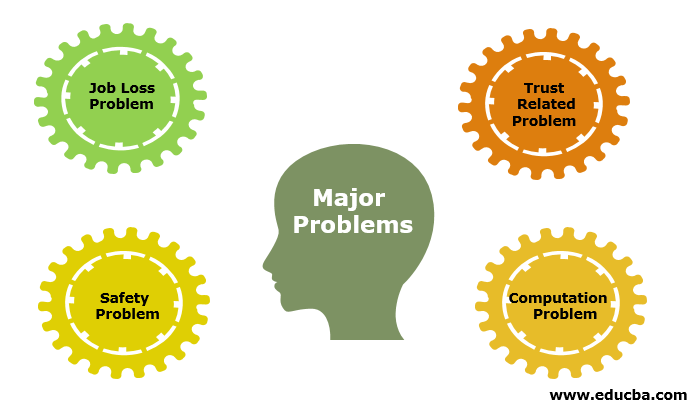 Job Loss
Problem
Trust
Related
Problem
Major
Problems
Safety
Problem
Computation
Problem
www.educba.com